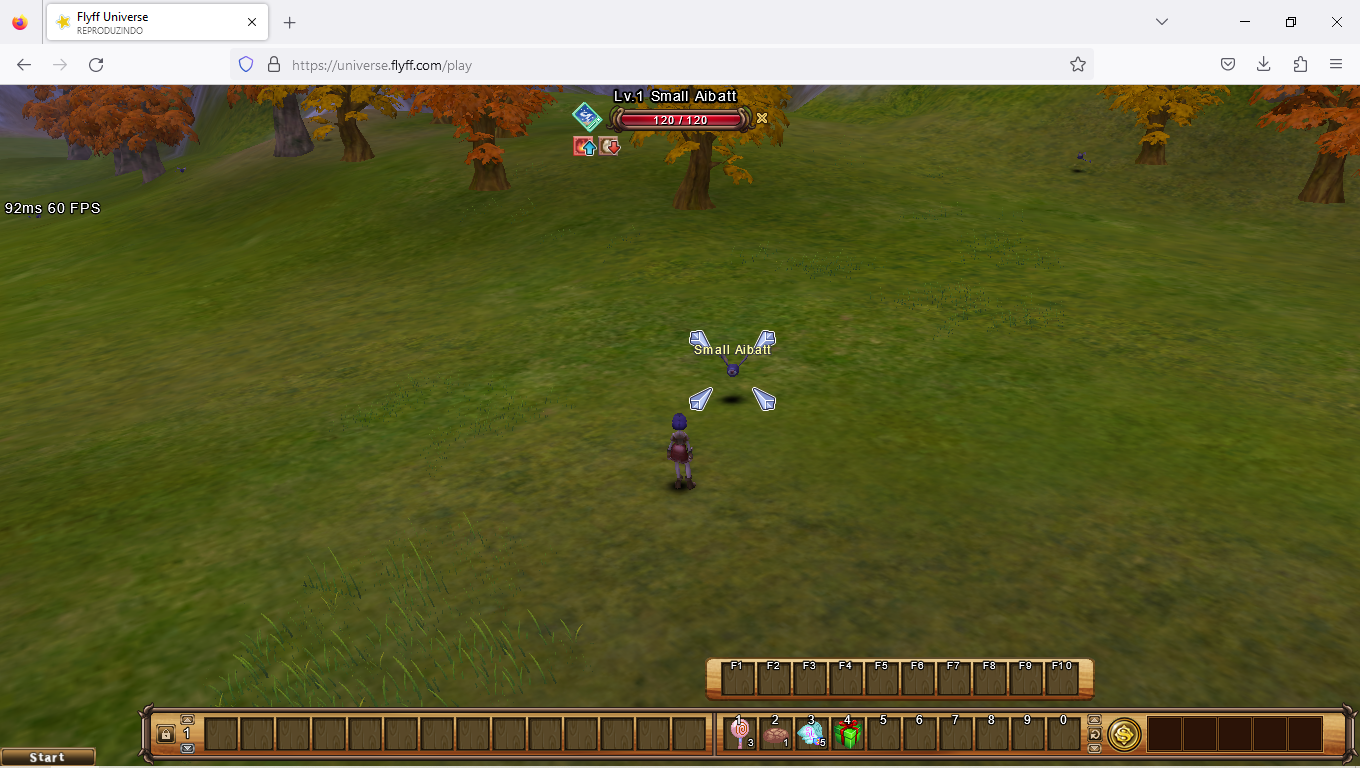 Flyff Universe
REPRODUZINDO
https://universe.flyff.com/play
Lv.1 Small Aibatt
120 / 120
92ms 60 FPS
Small Aibatt
F1 F2 F3 F4 F5 F6 F7 F8 F9 F10
1 2 3 4 5 6 7 8 9 0
1
3 1 5
Start